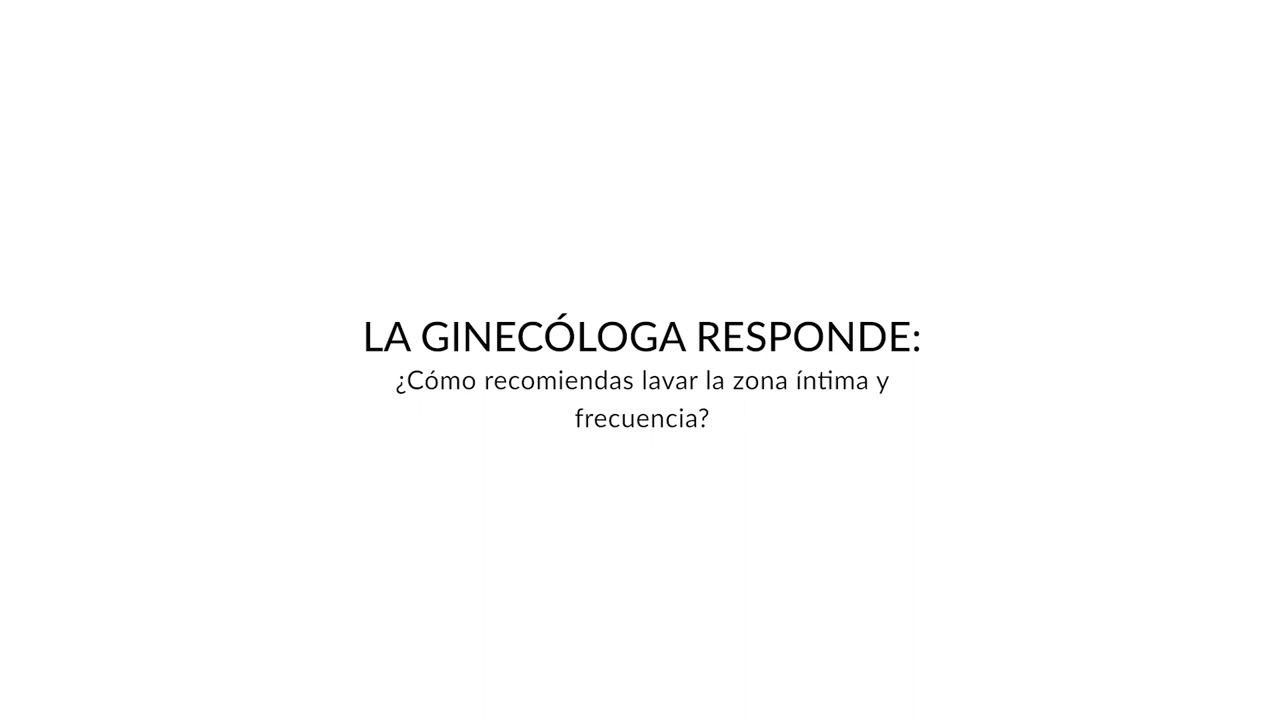 LA GINECÓLOGA RESPONDE:
¿Cómo recomiendas lavar la zona íntima y
frecuencia?